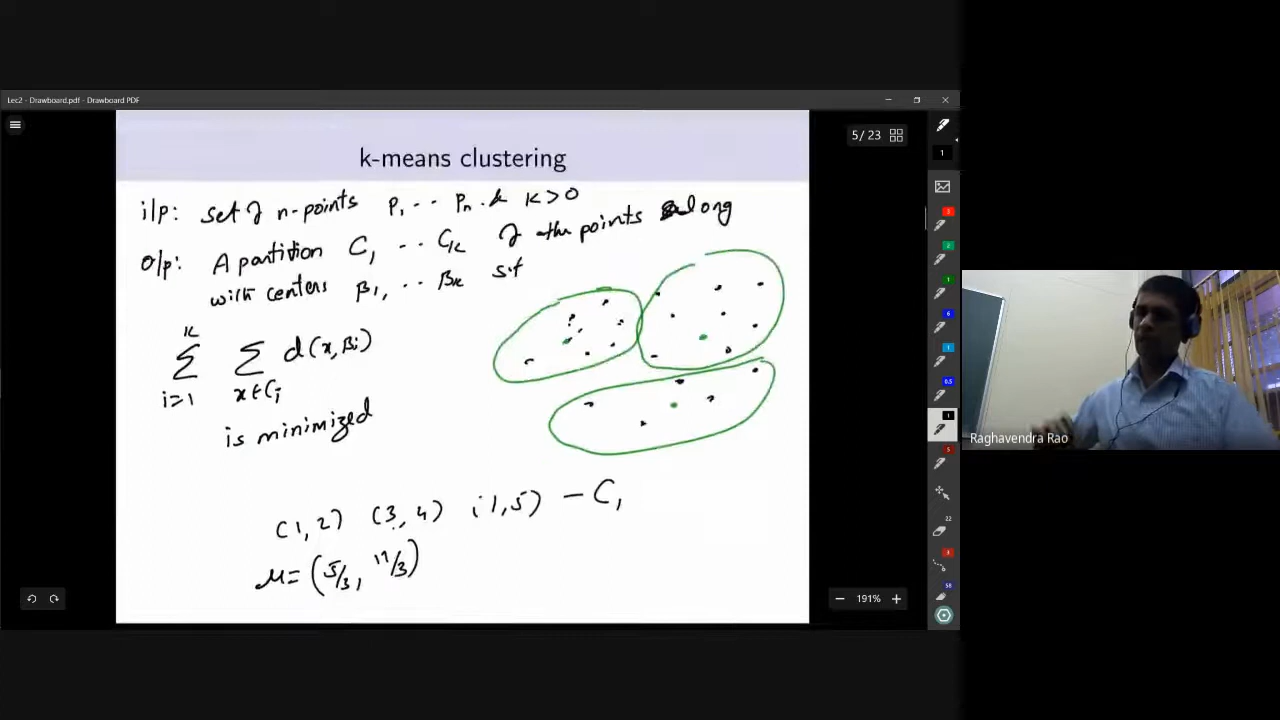 Lec2 - Drawboard.pdf - Drawboard PDF
5/ 23
k-means clustering
i/p: set of n-points P1 .. Pn & K > 0
o/p: A partition C1 .. Ck of the points along
with centers β1, .. βk s.t
k
Σ Σ d(x, βi)
i=1 x∈Ci
is minimized
(1, 2) (3, 4) (1, 5) – C1
μ = (5/3, 11/3)
191%
Raghavendra Rao